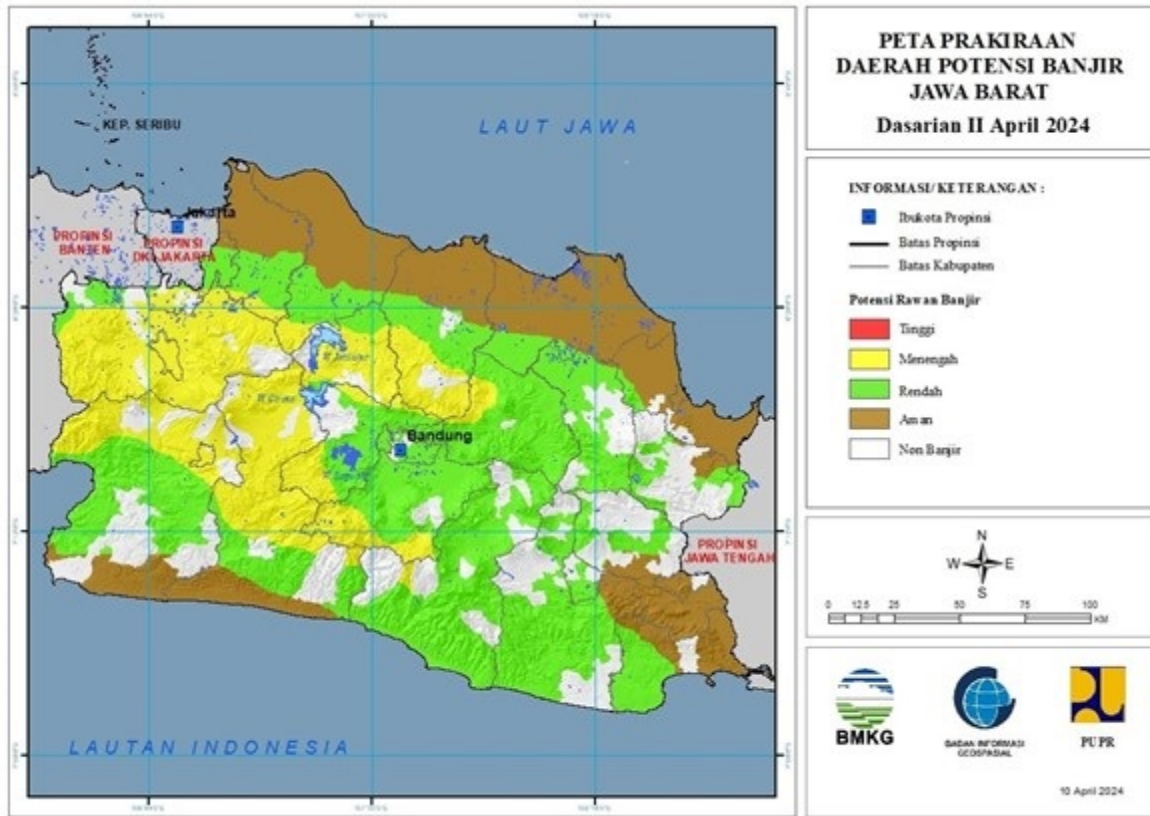 PETA PRAKIRAAN
DAERAH POTENSI BANJIR
JAWA BARAT
Dasarian II April 2024
KEP. SERIBU
LAUT JAWA
Jakarta
PROPINSI
BANTEN
PROPINSI
DKI JAKARTA
Bandung
PROPINSI
JAWA TENGAH
LAUTAN INDONESIA
INFORMASI/KETERANGAN :
Ibukota Propinsi
Batas Propinsi
Batas Kabupaten
Potensi Rawan Banjir
Tinggi
Menengah
Rendah
Aman
Non Banjir
N
W E
S
0 12.5 25 50 75 100
KM
BMKG
BADAN INFORMASI
GEOSPASIAL
PUPR
10 April 2024